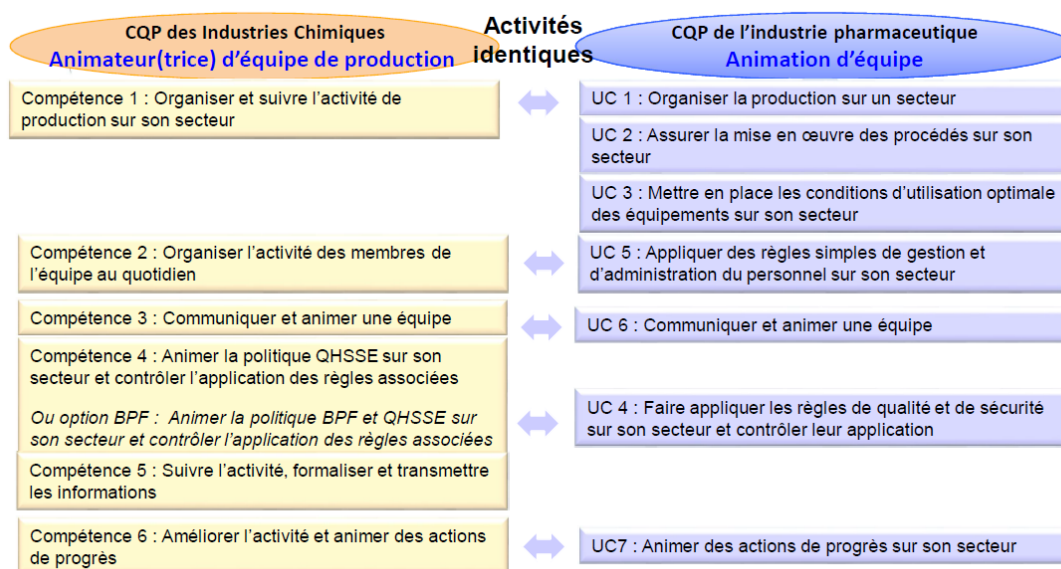 CQP des Industries Chimiques
Animateur(trice) d’équipe de production
Activités
identiques
CQP de l’industrie pharmaceutique
Animation d’équipe
Compétence 1 : Organiser et suivre l’activité de
production sur son secteur
UC 1 : Organiser la production sur un secteur
UC 2 : Assurer la mise en œuvre des procédés sur son
secteur
UC 3 : Mettre en place les conditions d’utilisation optimale
des équipements sur son secteur
Compétence 2 : Organiser l’activité des membres de
l’équipe au quotidien
UC 5 : Appliquer des règles simples de gestion et
d’administration du personnel sur son secteur
Compétence 3 : Communiquer et animer une équipe
UC 6 : Communiquer et animer une équipe
Compétence 4 : Animer la politique QHSSE sur son
secteur et contrôler l’application des règles associées
Ou option BPF : Animer la politique BPF et QHSSE sur
son secteur et contrôler l’application des règles associées
UC 4 : Faire appliquer les règles de qualité et de sécurité
sur son secteur et contrôler leur application
Compétence 5 : Suivre l’activité, formaliser et transmettre
les informations
Compétence 6 : Améliorer l’activité et animer des actions
de progrès
UC7 : Animer des actions de progrès sur son secteur